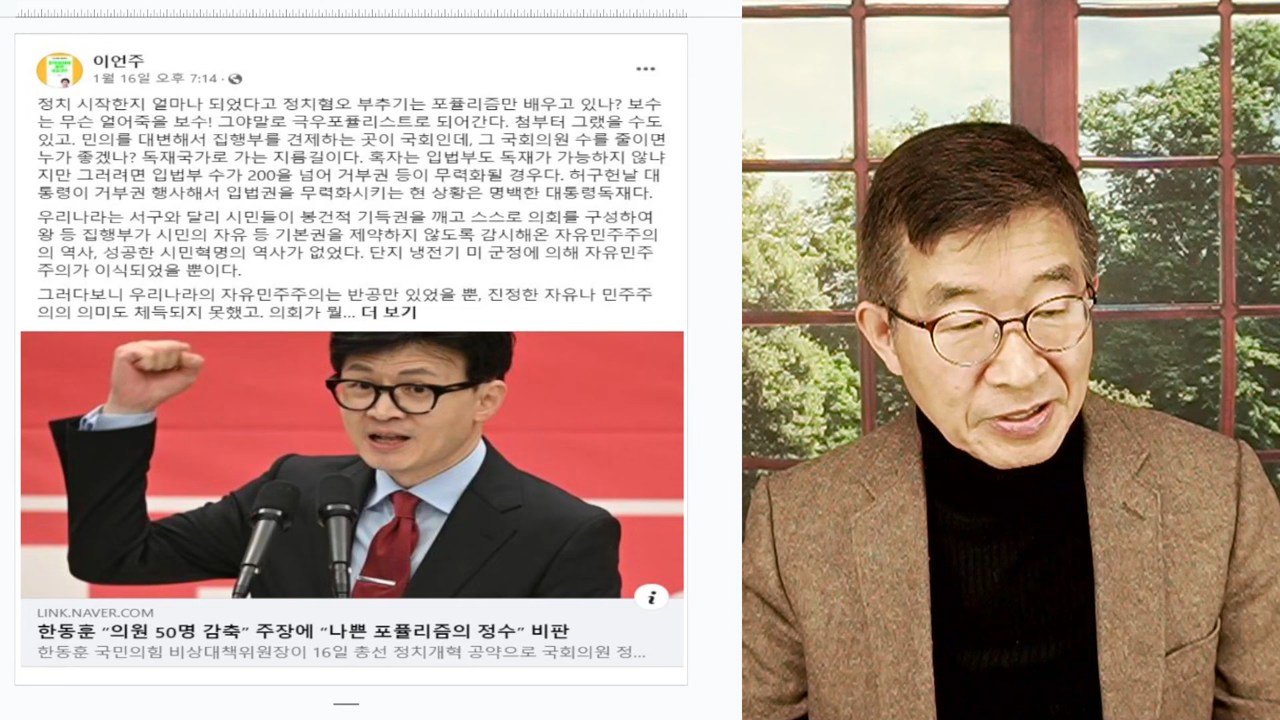 이언주
1월 16일 오후 7:14 ·
정치 시작한지 얼마나 되었다고 정치혐오 부추기는 포퓰리즘만 배우고 있나? 보수
는 무슨 얼어죽을 보수! 그야말로 극우포퓰리스트로 되어간다. 첨부터 그랬을 수도
있고. 민의를 대변해서 집행부를 견제하는 곳이 국회인데, 그 국회의원 수를 줄이면
누가 좋겠나? 독재국가로 가는 지름길이다. 혹자는 입법부도 독재가 가능하지 않냐
지만 그러려면 입법부 수가 200을 넘어 거부권 등이 무력화될 경우다. 허구헌날 대
통령이 거부권 행사해서 입법권을 무력화시키는 현 상황은 명백한 대통령독재다.
우리나라는 서구와 달리 시민들이 봉건적 기득권을 깨고 스스로 의회를 구성하여
왕 등 집행부가 시민의 자유 등 기본권을 제약하지 않도록 감시해온 자유민주주의
의 역사, 성공한 시민혁명의 역사가 없었다. 단지 냉전기 미 군정에 의해 자유민주
주의가 이식되었을 뿐이다.
그러다보니 우리나라의 자유민주주의는 반공만 있었을 뿐, 진정한 자유나 민주주
의의 의미도 체득되지 못했고. 의회가 뭘... 더 보기
LINK.NAVER.COM
한동훈 “의원 50명 감축” 주장에 “나쁜 포퓰리즘의 정수” 비판
한동훈 국민의힘 비상대책위원장이 16일 총선 정치개혁 공약으로 국회의원 정...